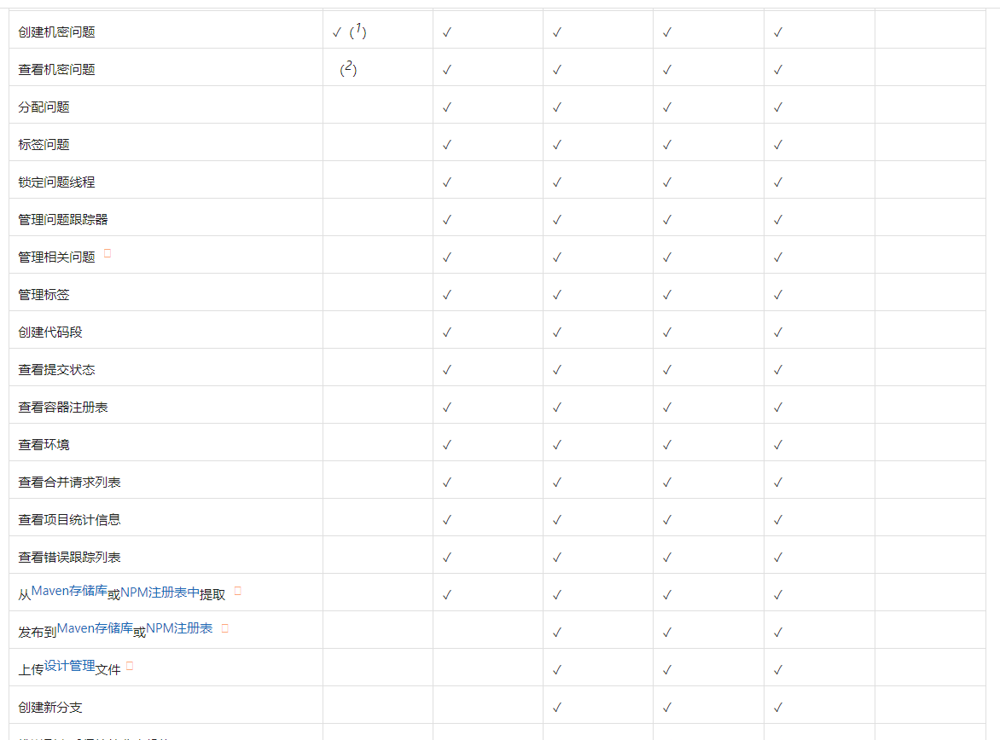 创建机密问题 ✓ (1) ✓ ✓ ✓ ✓
查看机密问题 (2) ✓ ✓ ✓ ✓
分配问题 ✓ ✓ ✓ ✓
标签问题 ✓ ✓ ✓ ✓
锁定问题线程 ✓ ✓ ✓ ✓
管理问题跟踪器 ✓ ✓ ✓ ✓
管理相关问题 ✓ ✓ ✓ ✓
管理标签 ✓ ✓ ✓ ✓
创建代码段 ✓ ✓ ✓ ✓
查看提交状态 ✓ ✓ ✓ ✓
查看容器注册表 ✓ ✓ ✓ ✓
查看环境 ✓ ✓ ✓ ✓
查看合并请求列表 ✓ ✓ ✓ ✓
查看项目统计信息 ✓ ✓ ✓ ✓
查看错误跟踪列表 ✓ ✓ ✓ ✓
从Maven存储库或NPM注册表中提取 ✓ ✓ ✓ ✓
发布到Maven存储库或NPM注册表 ✓ ✓ ✓
上传设计管理文件 ✓ ✓ ✓
创建新分支 ✓ ✓ ✓